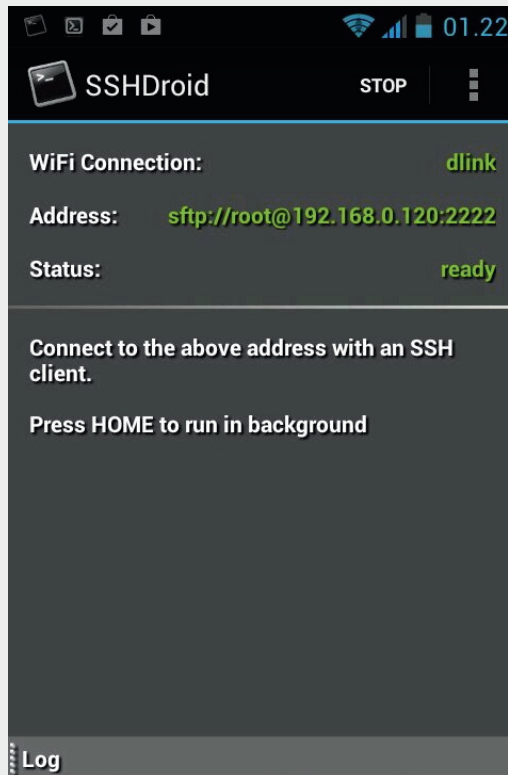 01.22
SSHDroid STOP
WiFi Connection: dlink
Address: sftp://root@192.168.0.120:2222
Status: ready
Connect to the above address with an SSH
client.
Press HOME to run in background
Log